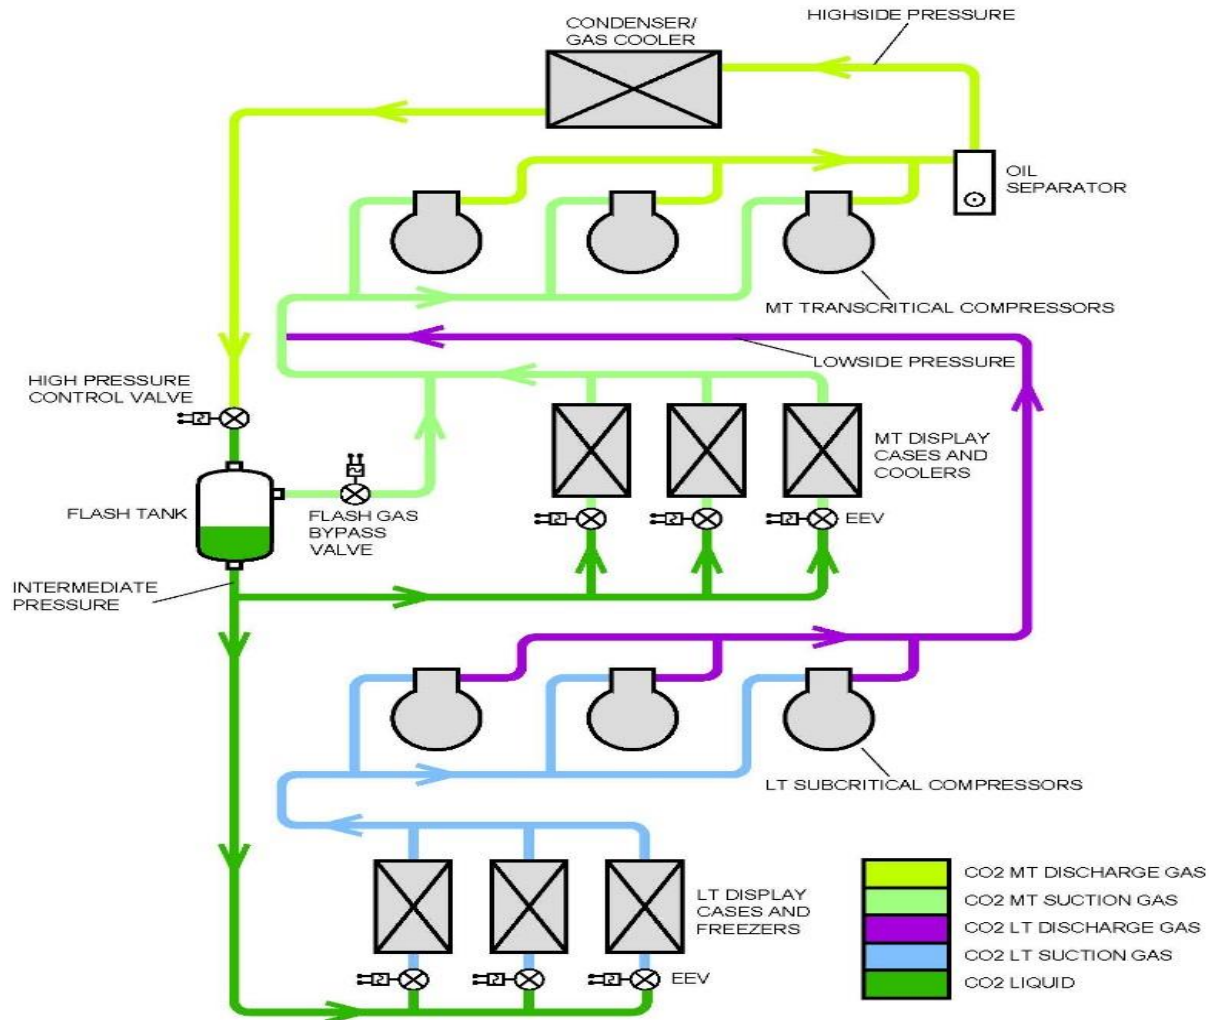 HIGHSIDE PRESSURE
CONDENSER/
GAS COOLER
OIL
SEPARATOR
MT TRANSCRITICAL COMPRESSORS
LOWSIDE PRESSURE
HIGH PRESSURE
CONTROL VALVE
MT DISPLAY
CASES AND
COOLERS
FLASH TANK
FLASH GAS
BYPASS
VALVE
EEV
INTERMEDIATE
PRESSURE
LT SUBCRITICAL COMPRESSORS
LT DISPLAY
CASES AND
FREEZERS
EEV
CO2 MT DISCHARGE GAS
CO2 MT SUCTION GAS
CO2 LT DISCHARGE GAS
CO2 LT SUCTION GAS
CO2 LIQUID